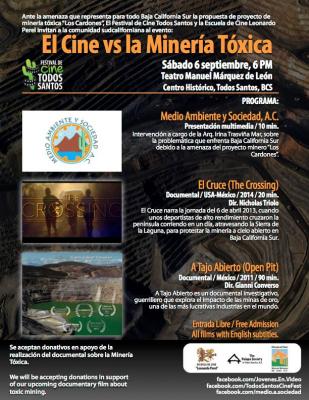 Ante la amenaza que representa para todo Baja California Sur la propuesta de proyecto de
minería tóxica "Los Cardones", El Festival de Cine Todos Santos y la Escuela de Cine Leonardo
Perel invitan a la comunidad sudcaliforniana al evento:
El Cine vs la Minería Tóxica
FESTIVAL DE
cine
TODOS
SANTOS
Sábado 6 septiembre, 6 PM
Teatro Manuel Márquez de León
Centro Histórico, Todos Santos, BCS
PROGRAMA:
MEDIO AMBIENTE Y SOCIEDAD, A.C.
Medio Ambiente y Sociedad, A.C.
Presentación multimedia / 10 min.
Intervención a cargo de la Arq. Irina Trasviña Mar, sobre
la problemática que enfrenta Baja California Sur
debido a la amenaza del proyecto minero "Los
Cardones".
CROSSING
El Cruce (The Crossing)
Documental / USA-México / 2014 / 20 min.
Dir. Nicholas Triolo
El Cruce narra la jornada del 6 de abril 2013, cuando
unos deportistas de alto rendimiento cruzaron la
península corriendo en un día, atravesando la Sierra de
la Laguna, para protestar la minería a cielo abierto en
Baja California Sur.
A Tajo Abierto (Open Pit)
Documental / México / 2011 / 90 min.
Dir. Gianni Converso
A Tajo Abierto es un documental investigativo,
guerrillero que explora el impacto de las minas de oro,
una de las más lucrativas industrias en el mundo.
Entrada Libre / Free Admission
All films with English subtitles.
Se aceptan donativos en apoyo de la
realización del documental sobre la Minería
Tóxica.
We will be accepting donations in support
of our upcoming documentary film about
toxic mining.
The Palapa Society
facebook.com/Jovenes.En.Video
facebook.com/TodosSantosCineFest
facebook.com/medio.a.sociedad